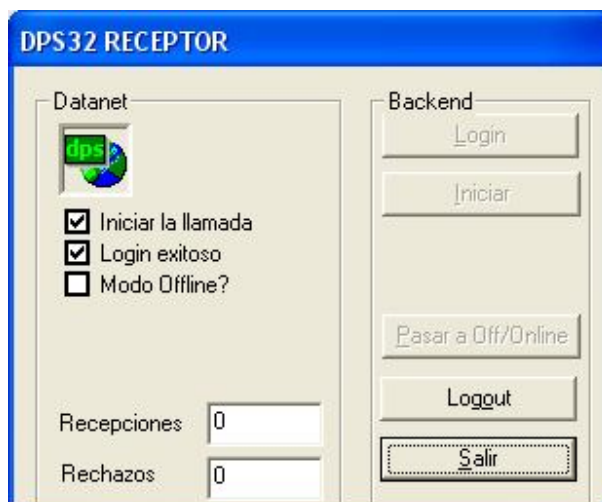 DPS32 RECEPTOR
Datanet
dps
Iniciar la llamada
Login exitoso
Modo Offline?
Recepciones 0
Rechazos 0
Backend
Login
Iniciar
Pasar a Off/Online
Logout
Salir